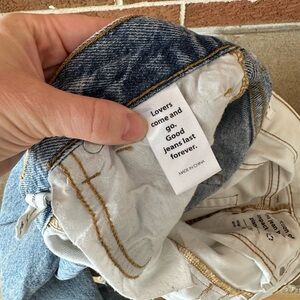 Lovers
come and
go.
Good
jeans last
forever.
MADE IN CHINA